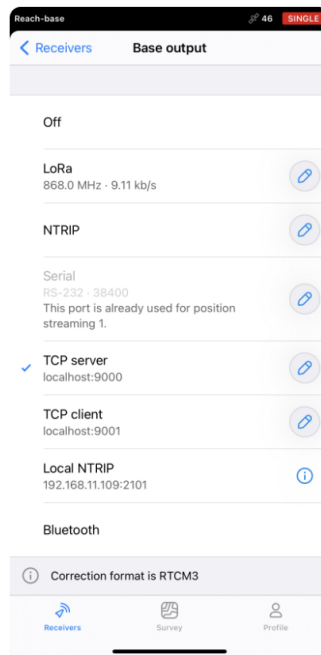 Reach-base 46 SINGLE
Receivers Base output
Off
LoRa
868.0 MHz · 9.11 kb/s
NTRIP
Serial
RS-232 · 38400
This port is already used for position
streaming 1.
TCP server
localhost:9000
TCP client
localhost:9001
Local NTRIP
192.168.11.109:2101
Bluetooth
Correction format is RTCM3
Receivers Survey Profile